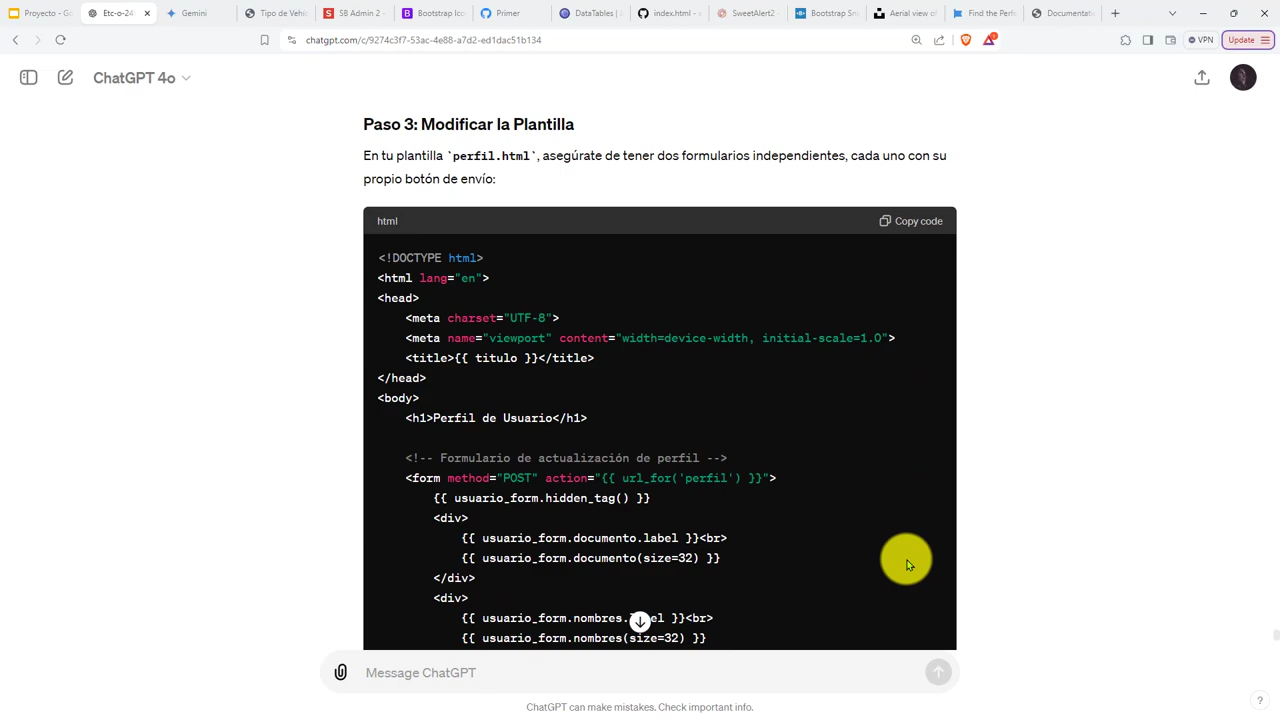 Proyecto - G
Etc-o-24
Gemini
Tipo de Vehíc
SB Admin 2 -
Bootstrap Ico
Primer
DataTables |
index.html - s
SweetAlert2 -
Bootstrap Sni
Aerial view of
Find the Perfe
Documentati
chatgpt.com/c/9274c3f7-53ac-4e88-a7d2-ed1dac51b134
VPN
Update
ChatGPT 4o
Paso 3: Modificar la Plantilla
En tu plantilla `perfil.html`, asegúrate de tener dos formularios independientes, cada uno con su
propio botón de envío:
html
Copy code
<!DOCTYPE html>
<html lang="en">
<head>
<meta charset="UTF-8">
<meta name="viewport" content="width=device-width, initial-scale=1.0">
<title>{{ titulo }}</title>
</head>
<body>
<h1>Perfil de Usuario</h1>
<!-- Formulario de actualización de perfil -->
<form method="POST" action="{{ url_for('perfil') }}">
{{ usuario_form.hidden_tag() }}
<div>
{{ usuario_form.documento.label }}<br>
{{ usuario_form.documento(size=32) }}
</div>
<div>
{{ usuario_form.nombres.label }}<br>
{{ usuario_form.nombres(size=32) }}
Message ChatGPT
ChatGPT can make mistakes. Check important info.
?